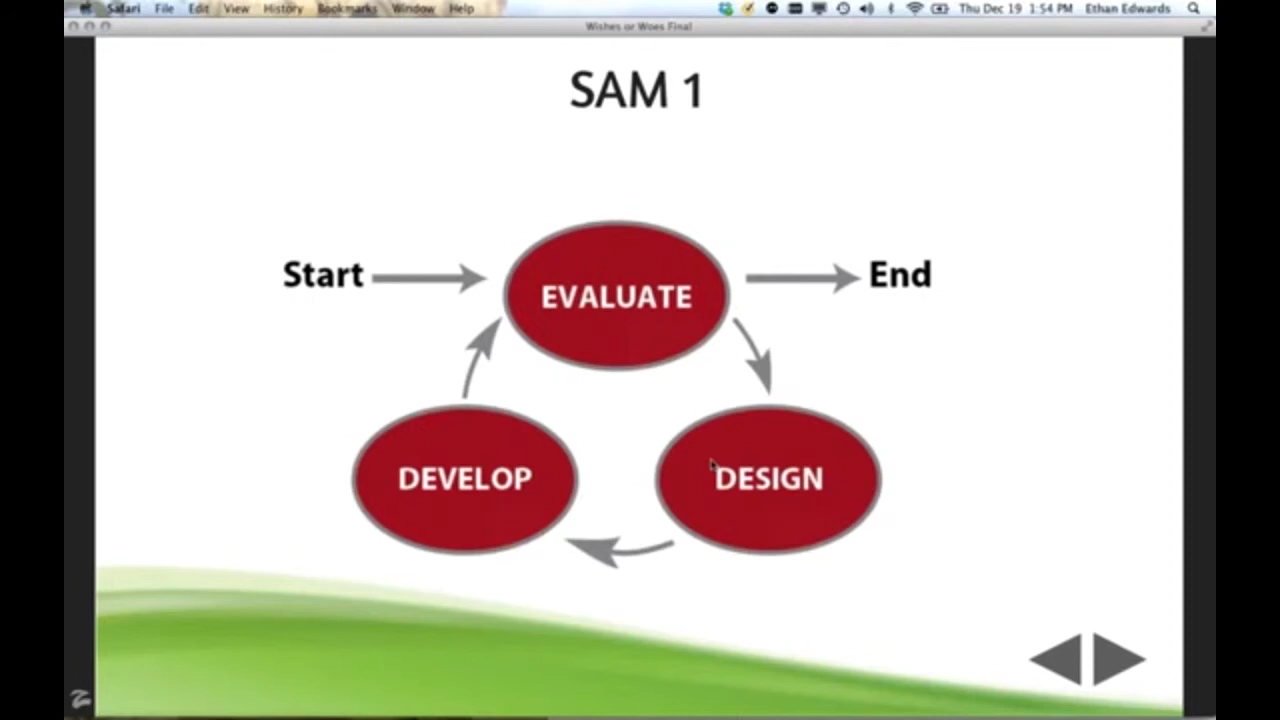 Safari File Edit View History Bookmarks Window Help Thu Dec 19 1:54 PM Ethan Edwards
Wishes or Woes Final
SAM 1
Start
EVALUATE
End
DEVELOP
DESIGN